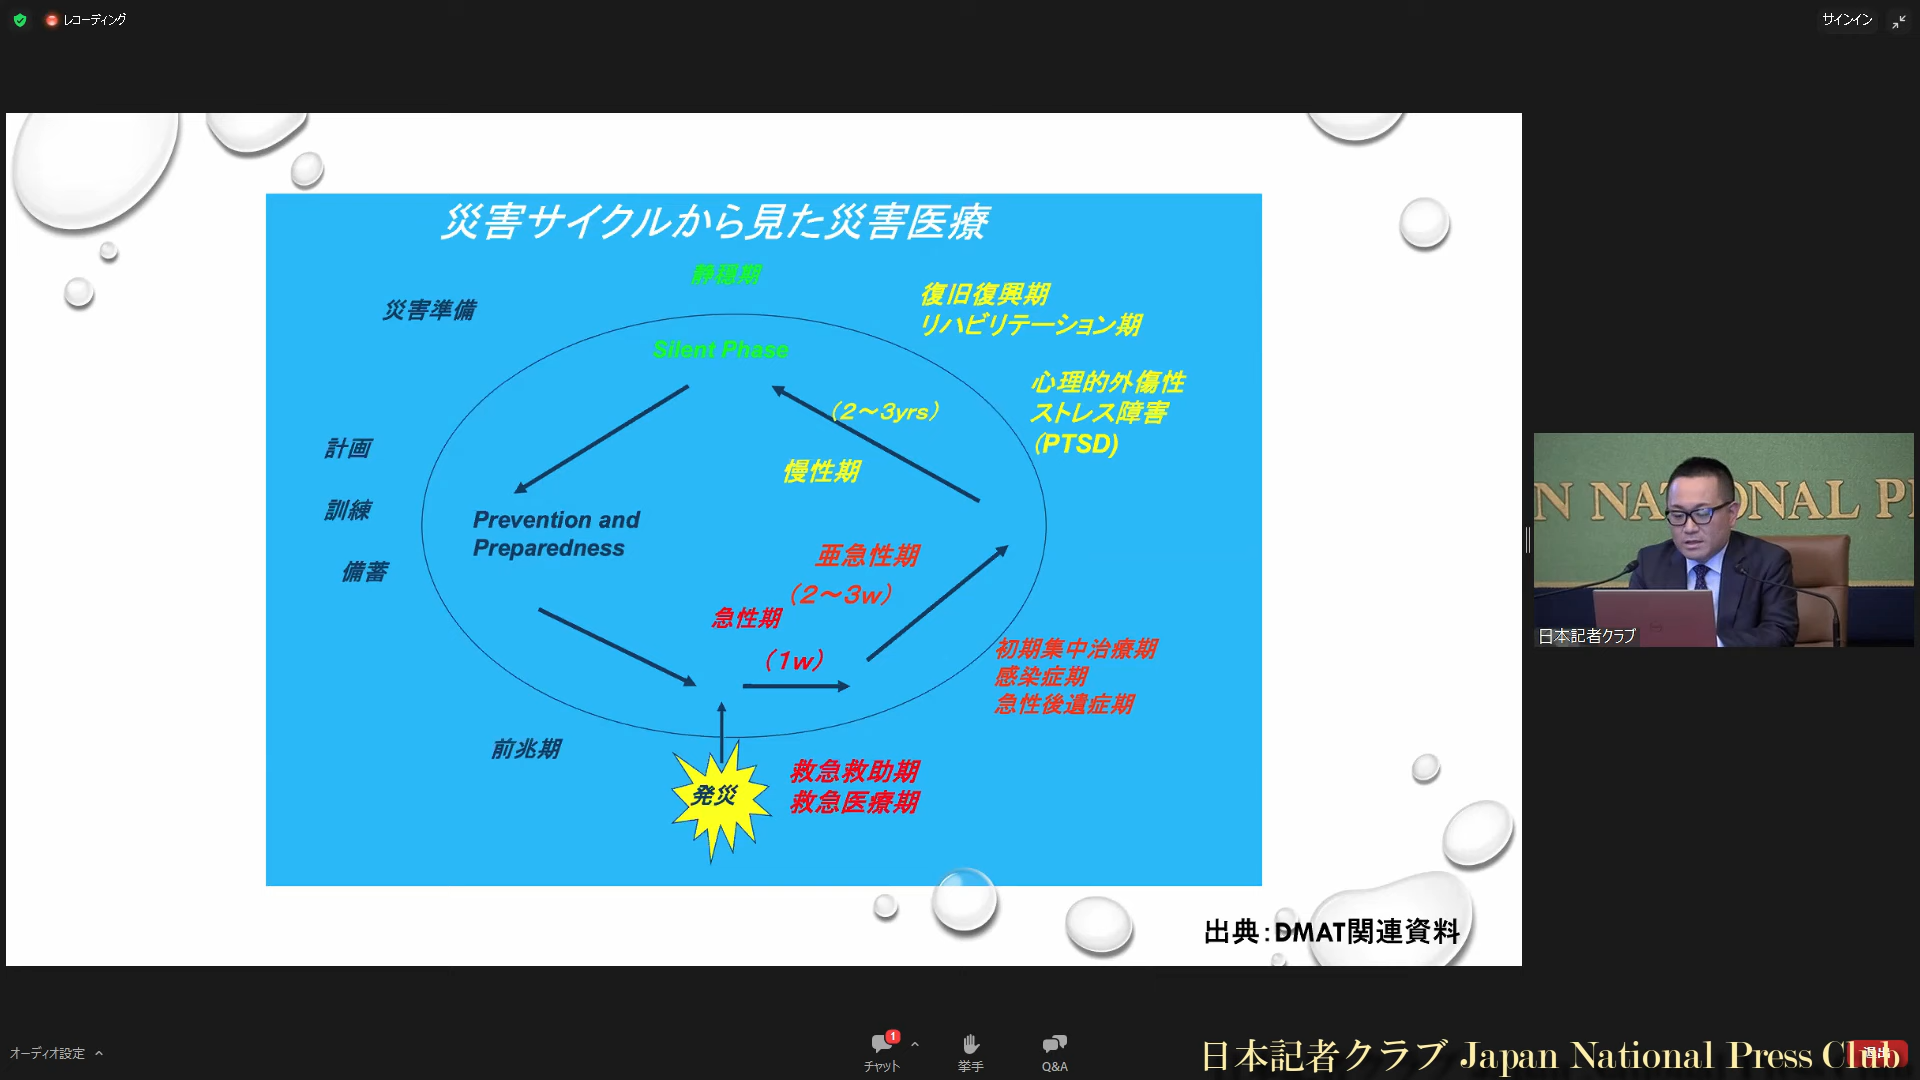 レコーディング
サインイン
災害サイクルから見た災害医療
静穏期
災害準備
復旧復興期
リハビリテーション期
Silent Phase
心理的外傷性
ストレス障害
(PTSD)
（2～3yrs）
慢性期
計画
訓練
備蓄
Prevention and
Preparedness
亜急性期
（2～3w）
急性期
（1w）
初期集中治療期
感染症期
急性後遺症期
前兆期
発災
救急救助期
救急医療期
出典：DMAT関連資料
N NATIONAL P
日本記者クラブ
オーディオ設定
1
チャット
挙手
Q&A
日本記者クラブ Japan National Press Club
退出